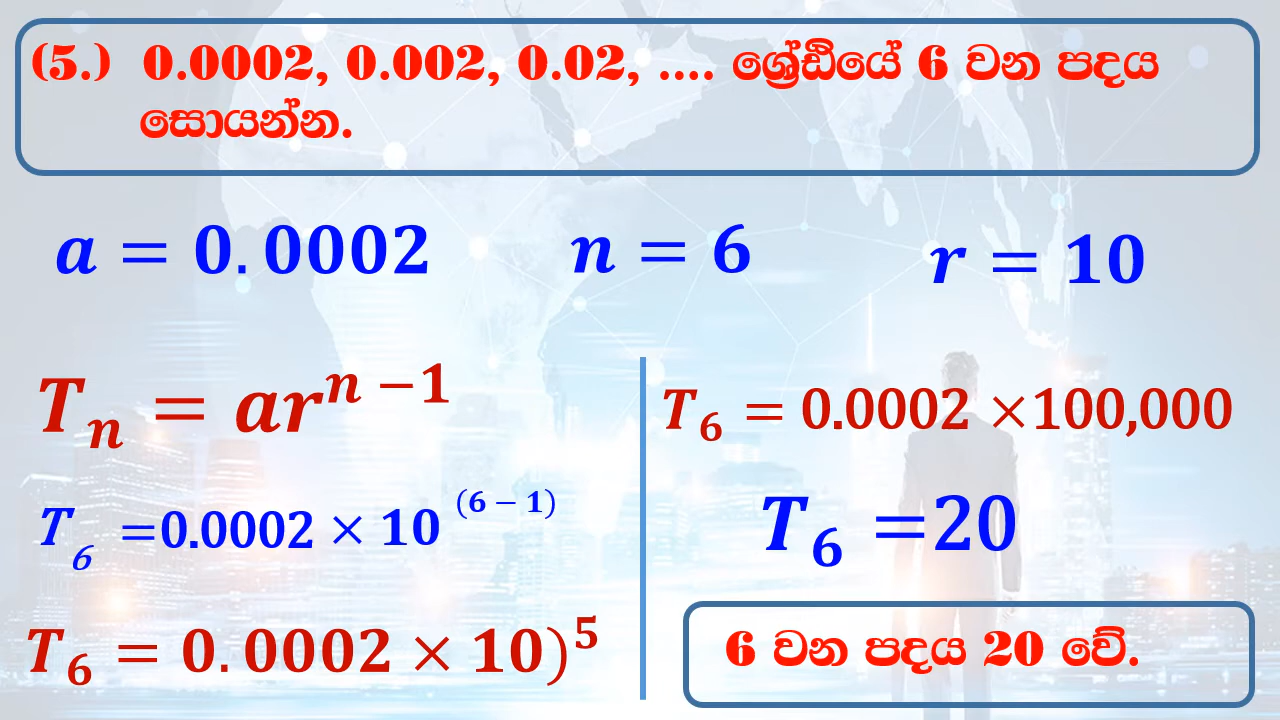 (5.) 0.0002, 0.002, 0.02, .... ශ්‍රේඪියේ 6 වන පදය
සොයන්න.
a = 0.0002
n = 6
r = 10
Tₙ = arⁿ ⁻¹
T₆ =0.0002 × 10 ⁽⁶ ⁻ ¹⁾
T₆ = 0.0002 × 10)⁵
T₆ = 0.0002 ×100,000
T₆ =20
6 වන පදය 20 වේ.